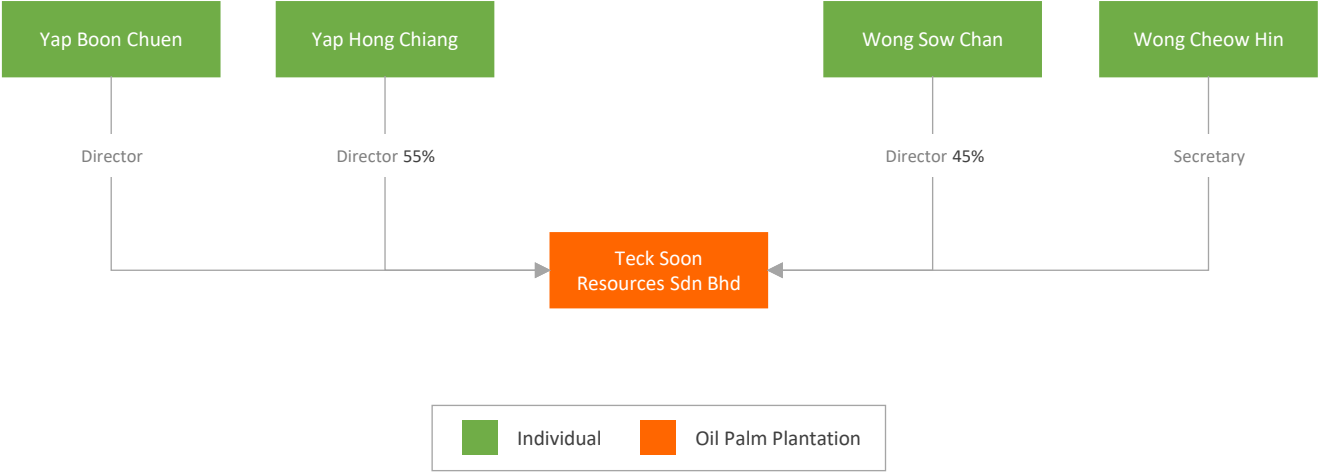 Yap Boon Chuen
Yap Hong Chiang
Wong Sow Chan
Wong Cheow Hin
Director
Director 55%
Director 45%
Secretary
Teck Soon
Resources Sdn Bhd
Individual
Oil Palm Plantation